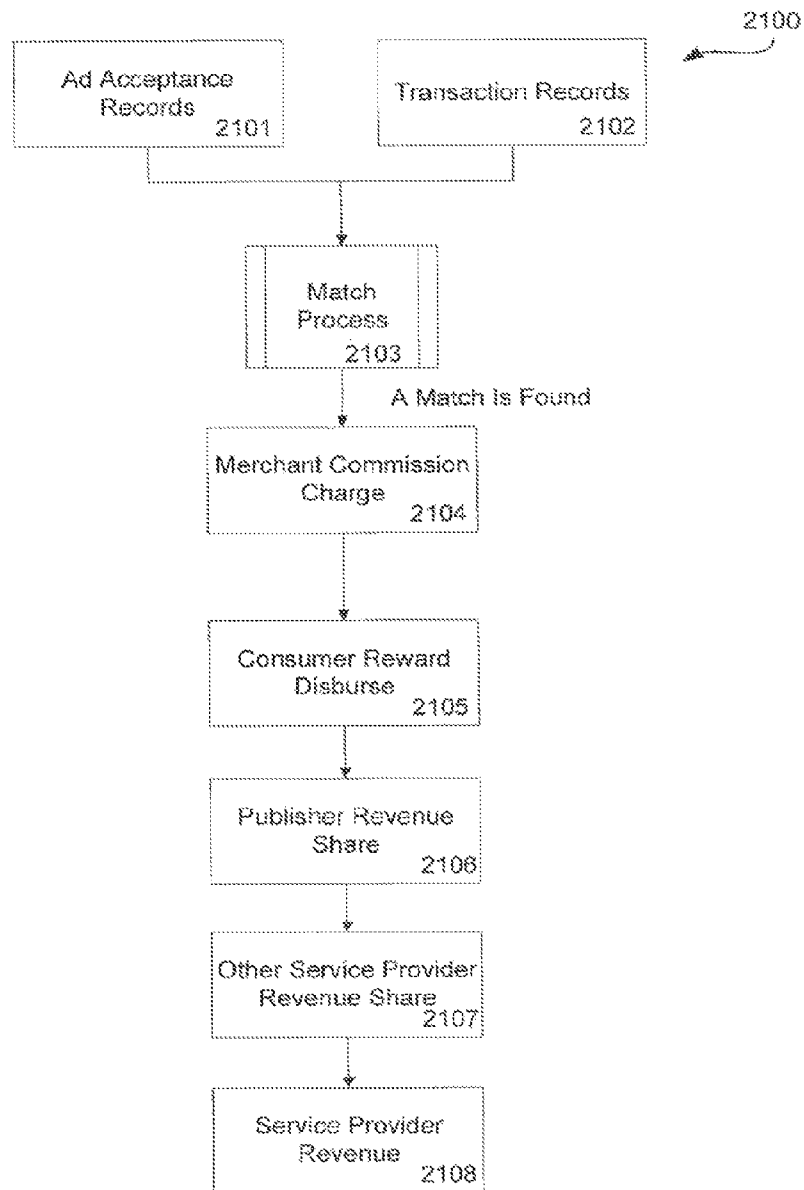 2100
Ad Acceptance
Records
2101
Transaction Records
2102
Match
Process
2103
A Match Is Found
Merchant Commission
Charge
2104
Consumer Reward
Disburse
2105
Publisher Revenue
Share
2106
Other Service Provider
Revenue Share
2107
Service Provider
Revenue
2108